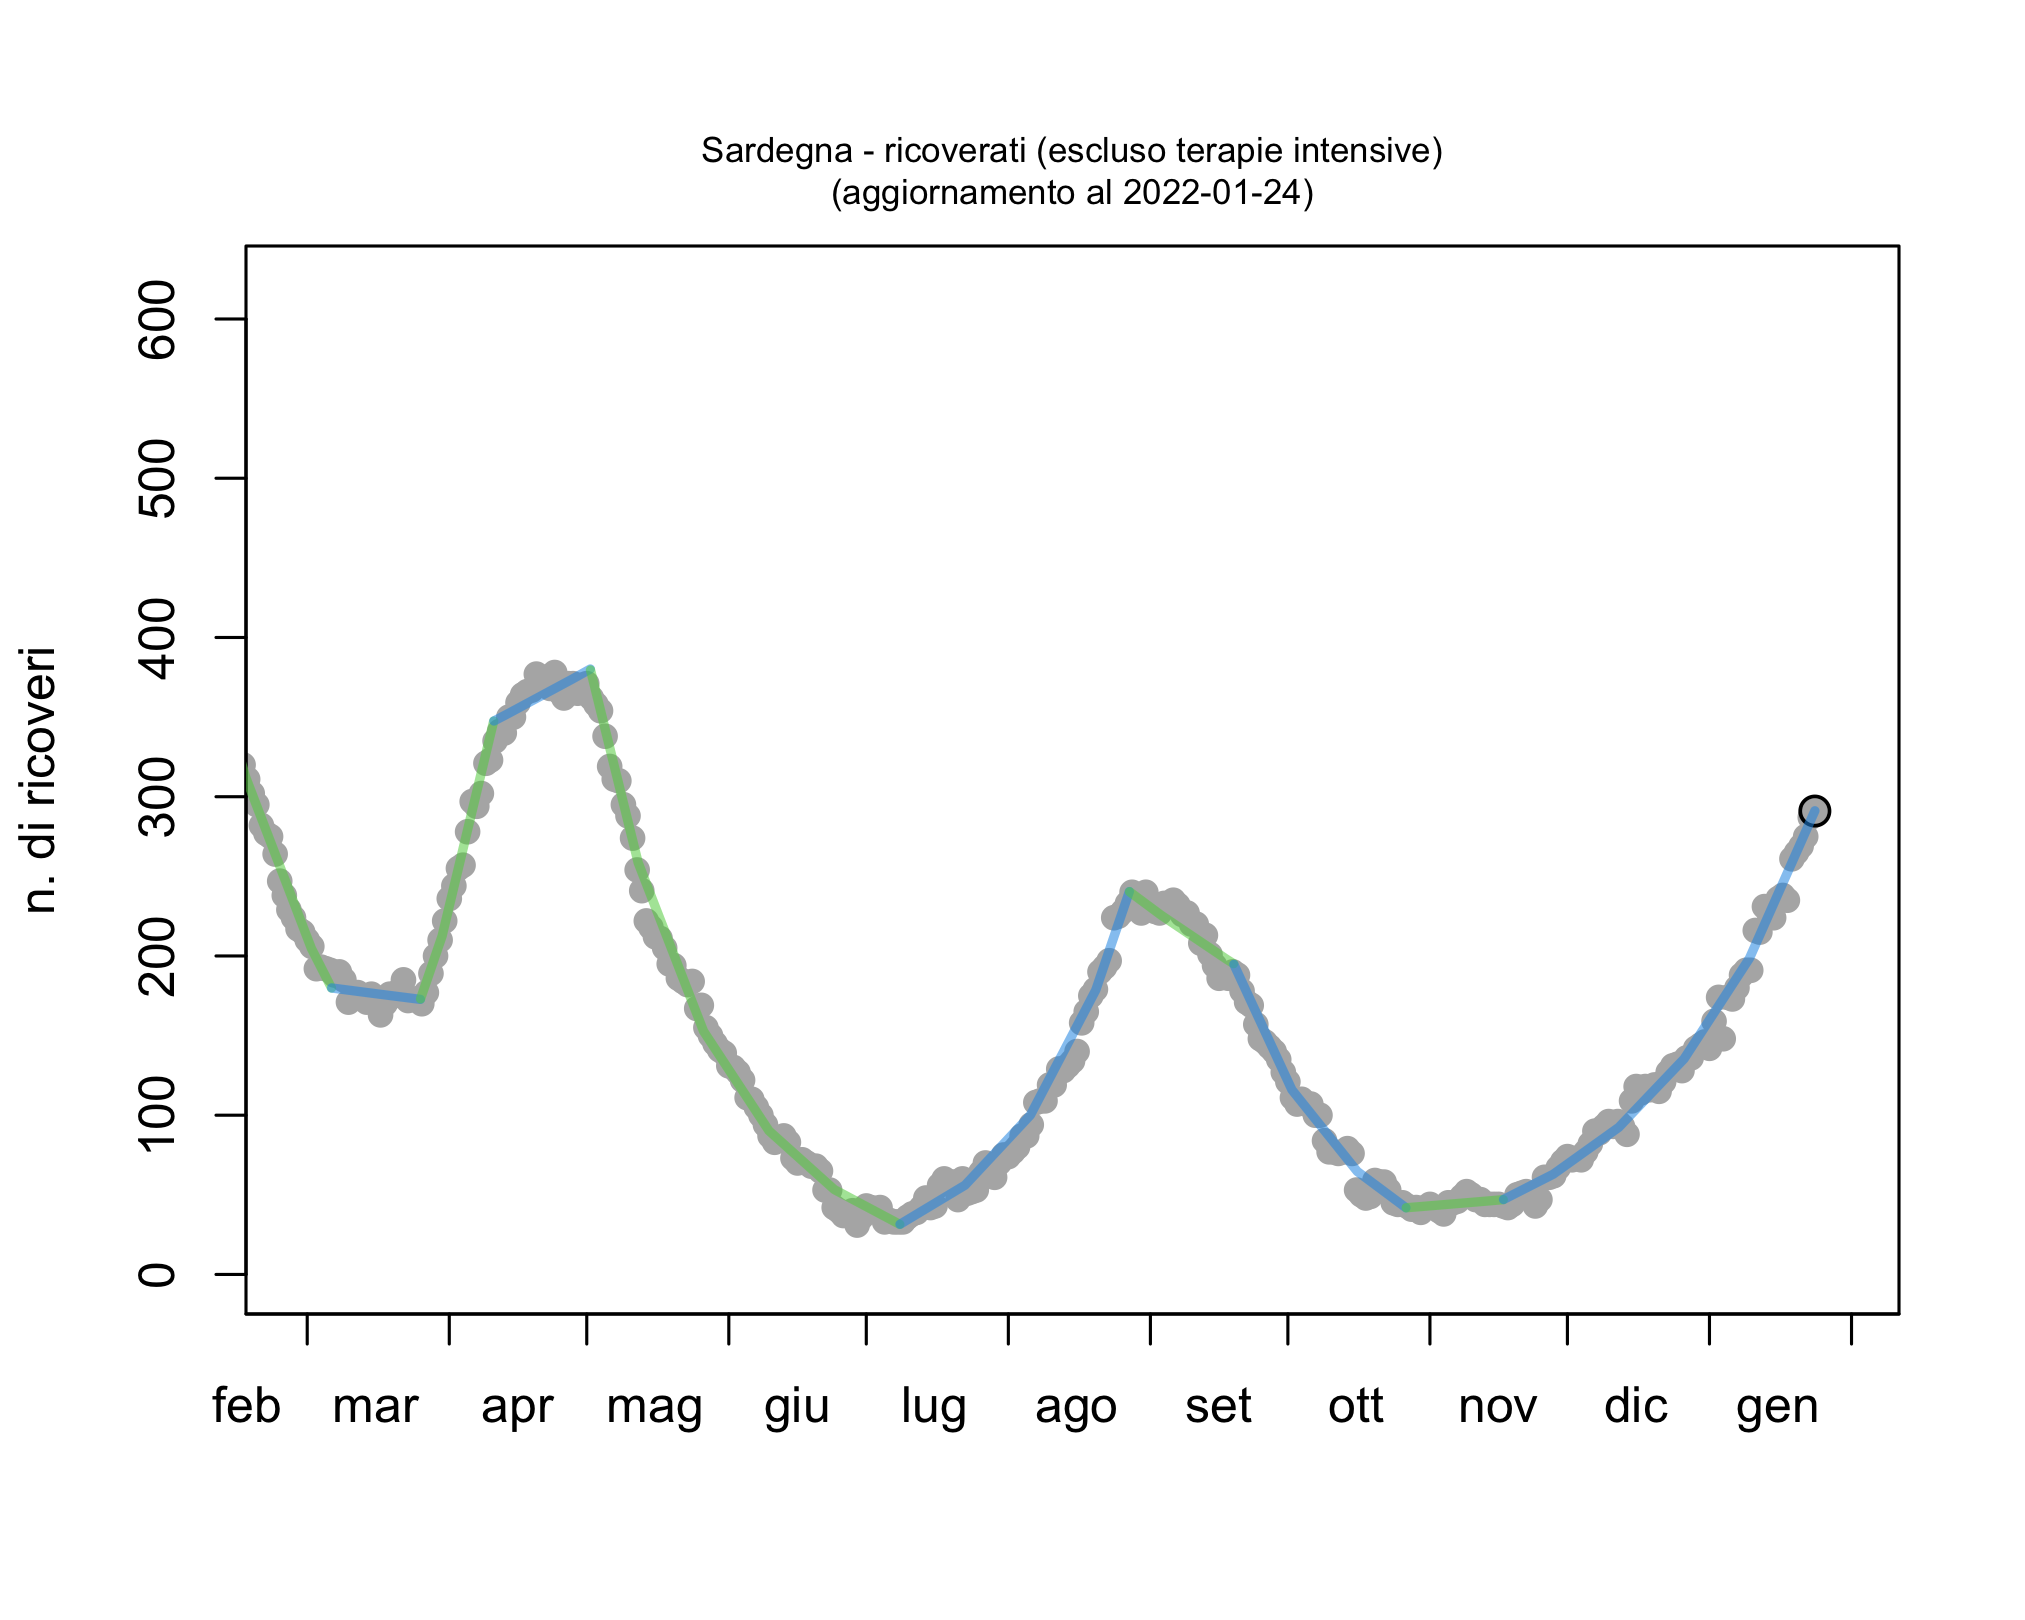 Sardegna - ricoverati (escluso terapie intensive)
(aggiornamento al 2022-01-24)
n. di ricoveri
600
500
400
300
200
100
0
feb mar apr mag giu lug ago set ott nov dic gen